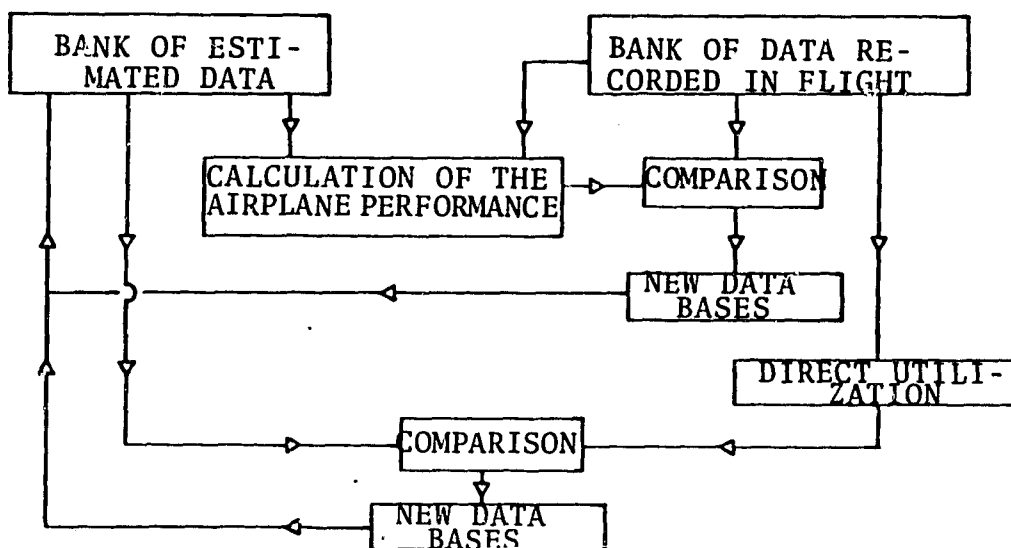 BANK OF ESTI-
MATED DATA
BANK OF DATA RE-
CORDED IN FLIGHT
CALCULATION OF THE
AIRPLANE PERFORMANCE
COMPARISON
NEW DATA
BASES
DIRECT UTILI-
ZATION
COMPARISON
NEW DATA
BASES